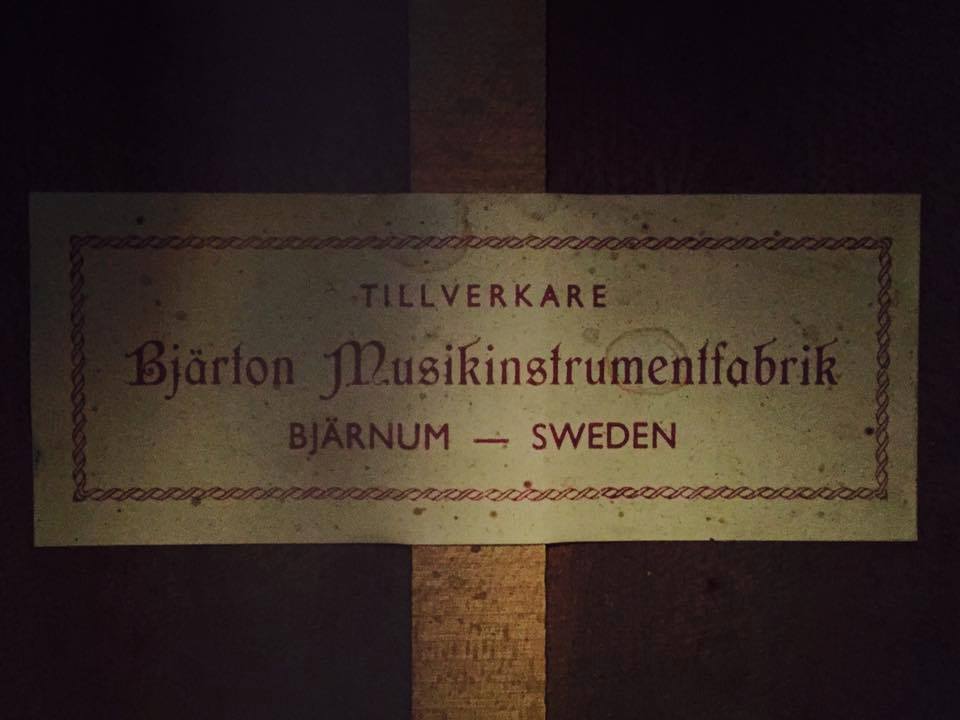 TILLVERKARE
Bjärton Musikinstrumentfabrik
BJÄRNUM — SWEDEN